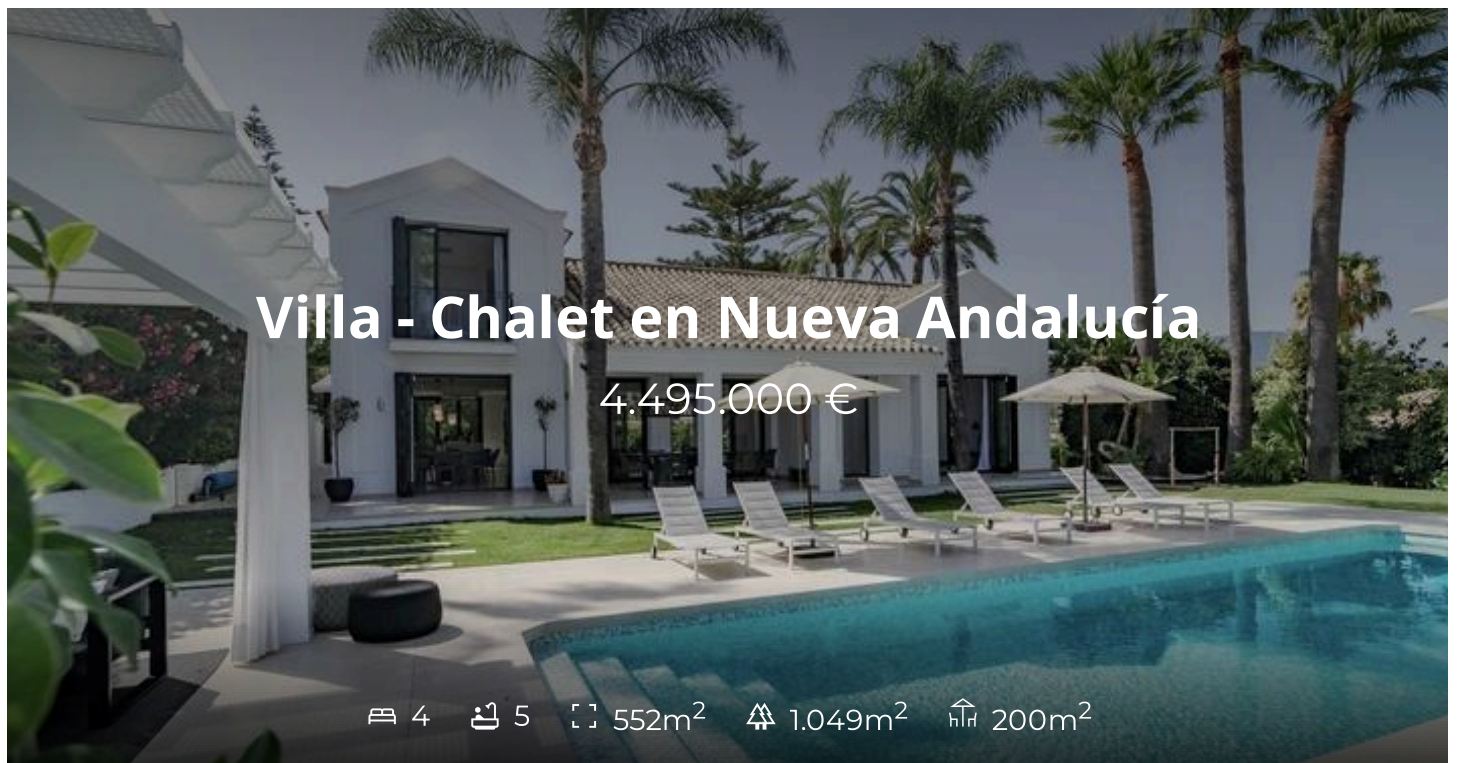 Villa - Chalet en Nueva Andalucía
4.495.000 €
4 5 552m² 1.049m² 200m²